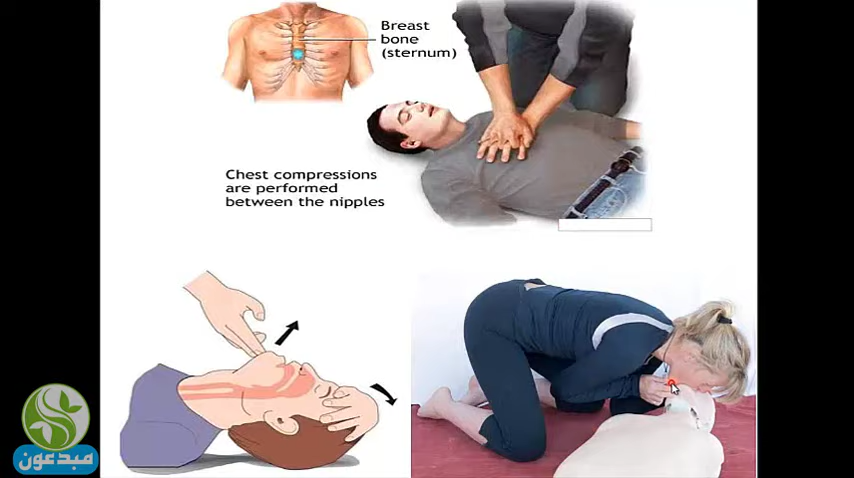 Breast
bone
(sternum)
Chest compressions
are performed
between the nipples
مبدعون